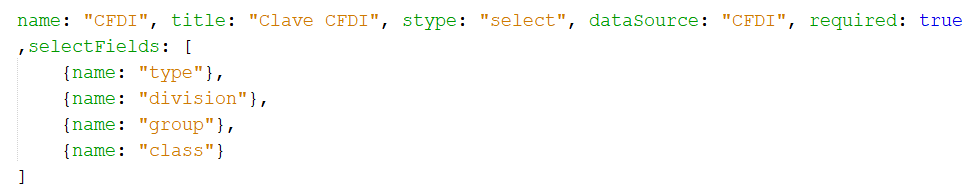 name: "CFDI", title: "Clave CFDI", stype: "select", dataSource: "CFDI", required: true
,selectFields: [
    {name: "type"},
    {name: "division"},
    {name: "group"},
    {name: "class"}
]